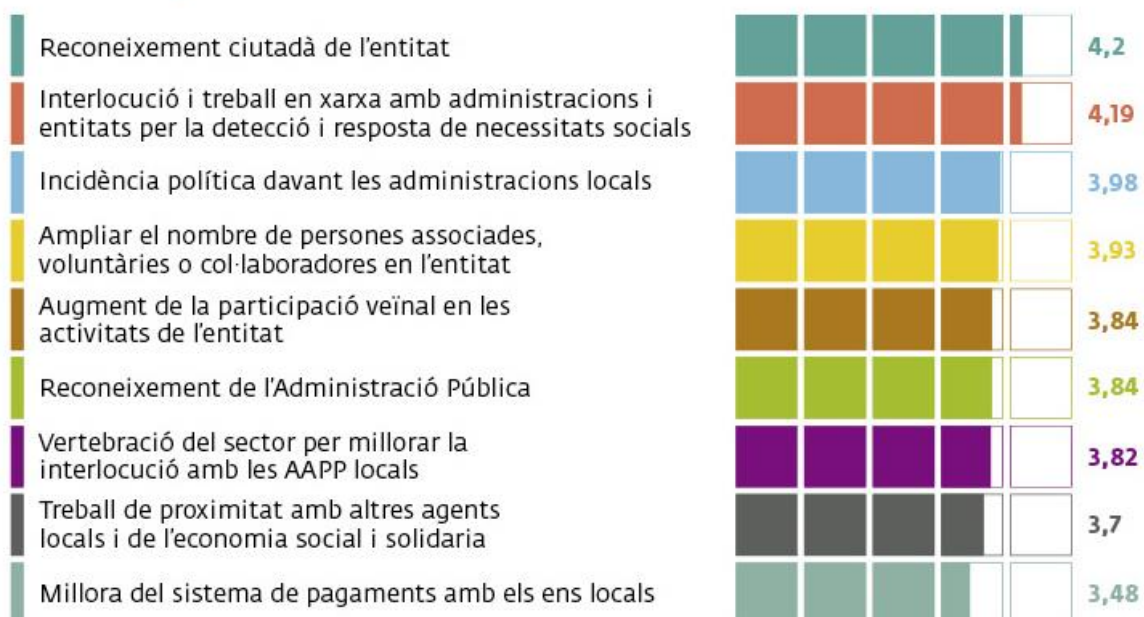 Reconeixement ciutadà de l'entitat
4,2
Interlocució i treball en xarxa amb administracions i
entitats per la detecció i resposta de necessitats socials
4,19
Incidència política davant les administracions locals
3,98
Ampliar el nombre de persones associades,
voluntàries o col·laboradores en l'entitat
3,93
Augment de la participació veïnal en les
activitats de l'entitat
3,84
Reconeixement de l'Administració Pública
3,84
Vertebració del sector per millorar la
interlocució amb les AAPP locals
3,82
Treball de proximitat amb altres agents
locals i de l'economia social i solidaria
3,7
Millora del sistema de pagaments amb els ens locals
3,48